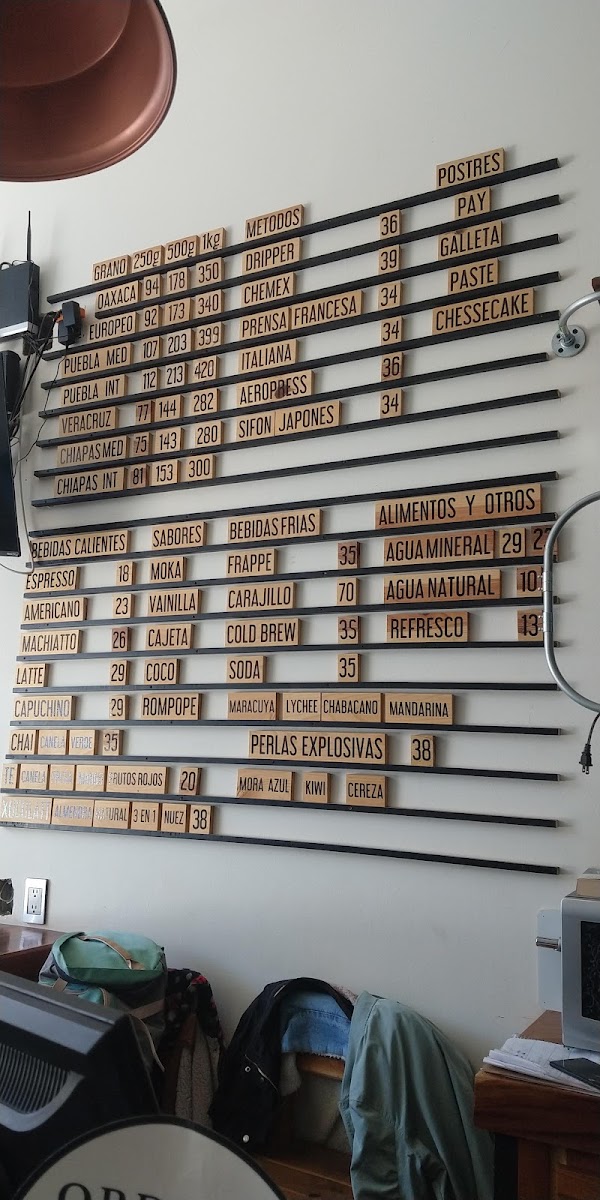 POSTRES
PAY
GALLETA
PASTE
CHESSECAKE
GRANO 250g 500g 1kg
OAXACA 94 178 350
EUROPEO 92 173 340
PUEBLA MED 107 203 399
PUEBLA INT 112 213 420
VERACRUZ 77 144 282
CHIAPAS MED 75 143 280
CHIAPAS INT 81 153 300
METODOS
DRIPPER 36
CHEMEX 39
PRENSA FRANCESA 34
ITALIANA 34
AEROPRESS 36
SIFON JAPONES 34
BEBIDAS CALIENTES
ESPRESSO 18
AMERICANO 23
MACHIATTO 26
LATTE 29
CAPUCHINO 29
CHAI CANELA VERDE 35
TE CANELA FRUTOS ROJOS 20
ALMENDRA NATURAL 3 EN 1 NUEZ 38
SABORES
MOKA
VAINILLA
CAJETA
COCO
ROMPOPE
BEBIDAS FRIAS
FRAPPE 35
CARAJILLO 70
COLD BREW 35
SODA 35
MARACUYA LYCHEE CHABACANO MANDARINA
PERLAS EXPLOSIVAS 38
MORA AZUL KIWI CEREZA
ALIMENTOS Y OTROS
AGUA MINERAL 29
AGUA NATURAL 10
REFRESCO 13